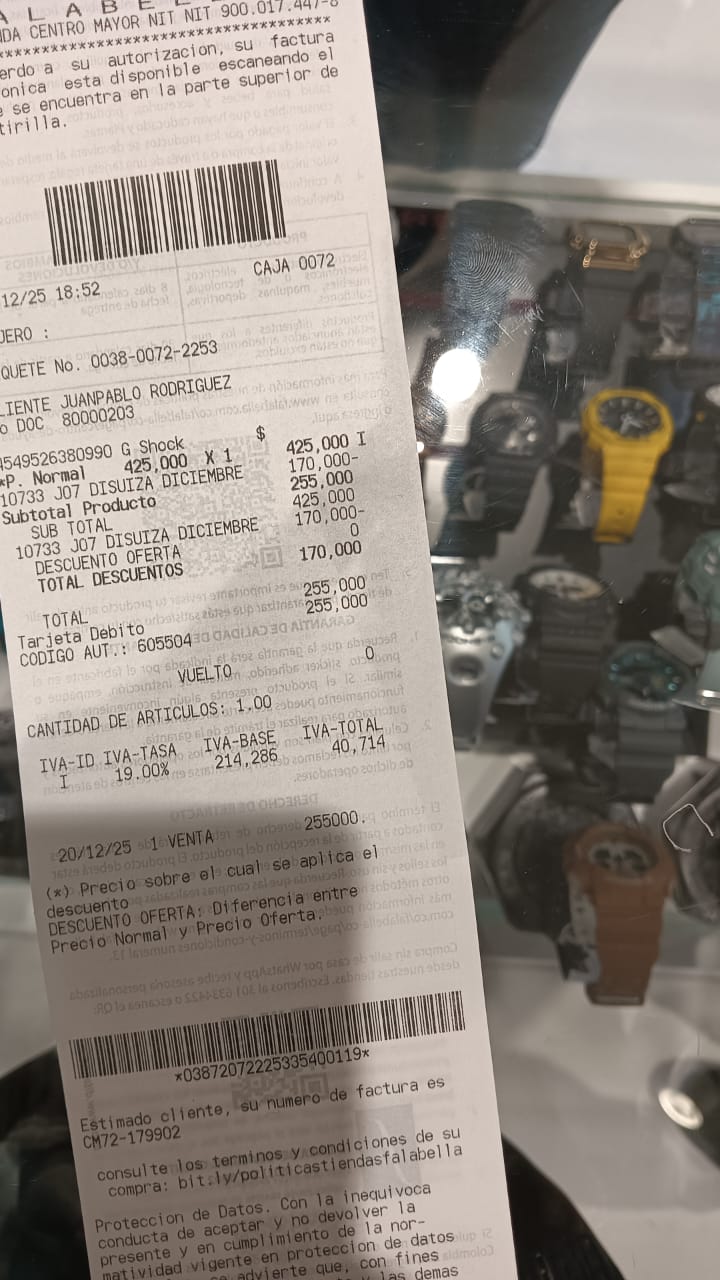 A L A B E L
NDA CENTRO MAYOR NIT NIT 900.017.447-8
****************************************
uerdo a su autorizacion, su factura
onica esta disponible escaneando el
e se encuentra en la parte superior de
tirilla.
12/25 18:52 CAJA 0072
JERO :
QUETE No. 0038-0072-2253
LIENTE JUANPABLO RODRIGUEZ
o DOC 80000203
$
4549526380990 G Shock 425,000 I
*P. Normal 425,000 X 1
10733 J07 DISUIZA DICIEMBRE 170,000-
Subtotal Producto 255,000
SUB TOTAL 425,000
10733 J07 DISUIZA DICIEMBRE 170,000-
DESCUENTO OFERTA 0
TOTAL DESCUENTOS 170,000
TOTAL 255,000
Tarjeta Debito 255,000
CODIGO AUT.: 605504
VUELTO 0
CANTIDAD DE ARTICULOS: 1.00
IVA-ID IVA-TASA IVA-BASE IVA-TOTAL
I 19.00% 214,286 40,714
20/12/25 1 VENTA 255000.
(*) Precio sobre el cual se aplica el
descuento
DESCUENTO OFERTA: Diferencia entre
Precio Normal y Precio Oferta.
*03872072225335400119*
Estimado cliente, su numero de factura es
CM72-179902
consulte los terminos y condiciones de su
compra: bit.ly/politicastiendasfalabella
Proteccion de Datos. Con la inequivoca
conducta de aceptar y no devolver la
presente y en cumplimiento de la nor-
matividad vigente en proteccion de datos
se advierte que, con fines
las demas